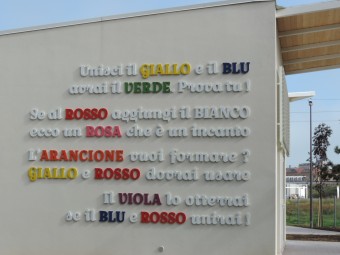 Unisci il GIALLO e il BLU
avrai il VERDE. Prova tu!
Se al ROSSO aggiungi il BIANCO
ecco un ROSA che è un incanto
L'ARANCIONE vuoi formare?
GIALLO e ROSSO dovrai usare
Il VIOLA lo otterrai
se il BLU e ROSSO unirai!